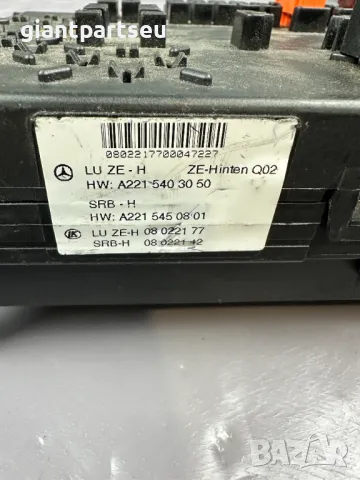 giantpartseu
0802217700047227
LU ZE - H ZE-Hinten Q02
HW: A221 540 30 50
SRB - H
HW: A221 545 08 01
LK LU ZE-H 08 0221 77
SRB-H 08 0221 42
BAZAR